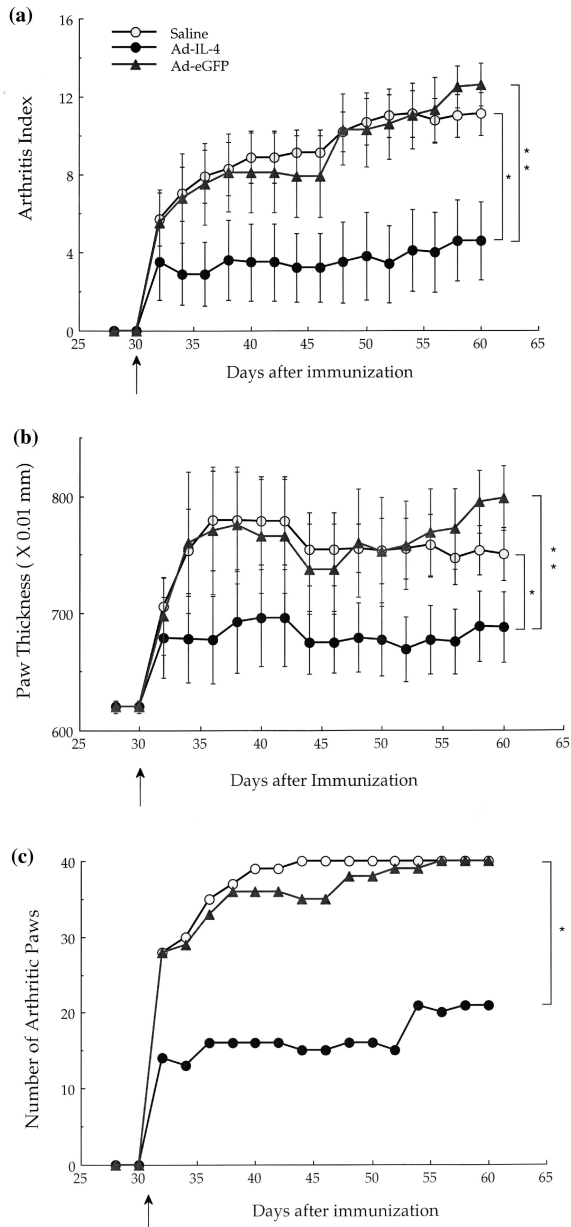 (a)
16
12
8
4
0
Arthritis Index
Saline
Ad-IL-4
Ad-eGFP
*
* *
25 30 35 40 45 50 55 60 65
Days after immunization
(b)
800
700
600
Paw Thickness ( X 0.01 mm)
*
* *
25 30 35 40 45 50 55 60 65
Days after Immunization
(c)
40
30
20
10
0
Number of Arthritic Paws
*
25 30 35 40 45 50 55 60 65
Days after immunization